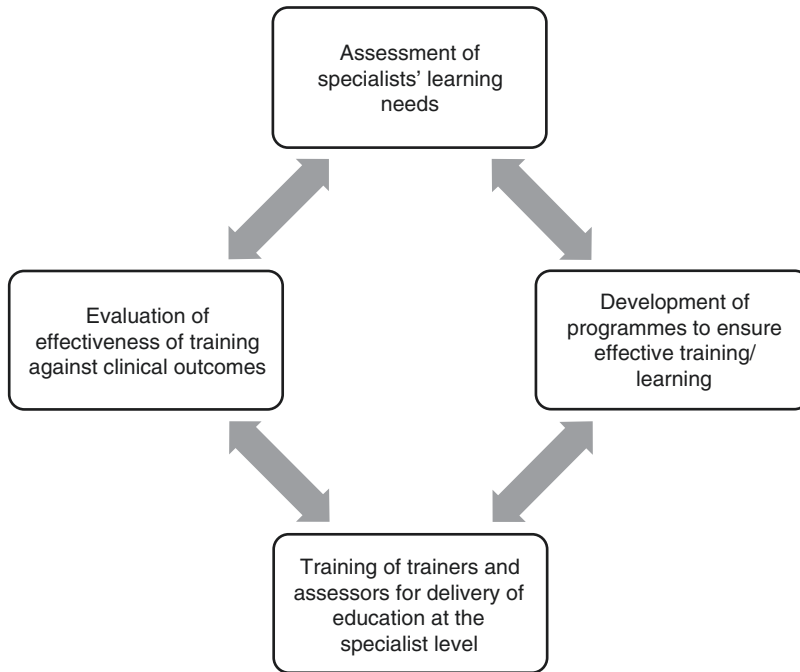 Assessment of
specialists’ learning
needs
Evaluation of
effectiveness of training
against clinical outcomes
Development of
programmes to ensure
effective training/
learning
Training of trainers and
assessors for delivery of
education at the
specialist level